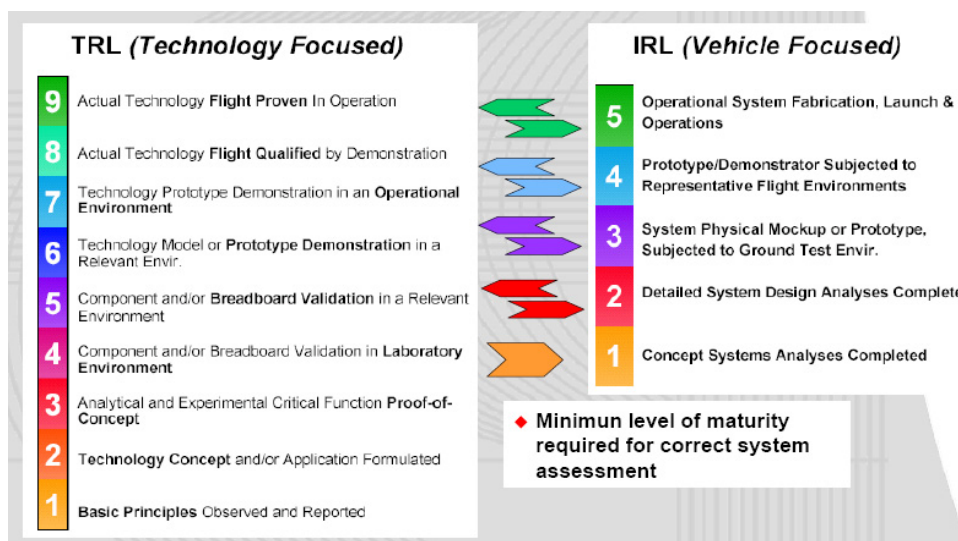 TRL (Technology Focused)
9
Actual Technology Flight Proven In Operation
8
Actual Technology Flight Qualified by Demonstration
7
Technology Prototype Demonstration in an Operational
Environment
6
Technology Model or Prototype Demonstration in a
Relevant Envir.
5
Component and/or Breadboard Validation in a Relevant
Environment
4
Component and/or Breadboard Validation in Laboratory
Environment
3
Analytical and Experimental Critical Function Proof-of-
Concept
2
Technology Concept and/or Application Formulated
1
Basic Principles Observed and Reported
IRL (Vehicle Focused)
5
Operational System Fabrication, Launch &
Operations
4
Prototype/Demonstrator Subjected to
Representative Flight Environments
3
System Physical Mockup or Prototype,
Subjected to Ground Test Envir.
2
Detailed System Design Analyses Complete
1
Concept Systems Analyses Completed
Minimun level of maturity
required for correct system
assessment